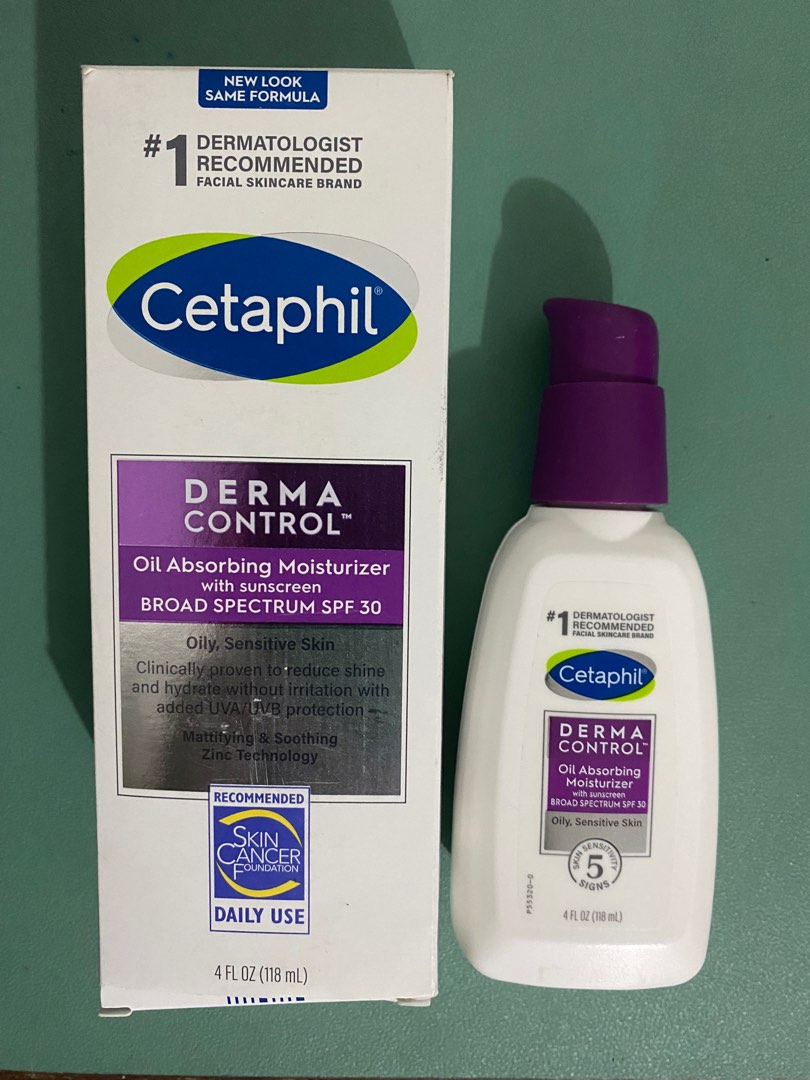 NEW LOOK
SAME FORMULA
#1 DERMATOLOGIST
RECOMMENDED
FACIAL SKINCARE BRAND
Cetaphil®
DERMA
CONTROL™
Oil Absorbing Moisturizer
with sunscreen
BROAD SPECTRUM SPF 30
Oily, Sensitive Skin
Clinically proven to reduce shine
and hydrate without irritation with
added UVA/UVB protection
Mattifying & Soothing
Zinc Technology
RECOMMENDED
SKIN
CANCER
FOUNDATION
DAILY USE
4 FL OZ (118 mL)
#1 DERMATOLOGIST
RECOMMENDED
FACIAL SKINCARE BRAND
Cetaphil®
DERMA
CONTROL™
Oil Absorbing
Moisturizer
with sunscreen
BROAD SPECTRUM SPF 30
Oily, Sensitive Skin
SKIN SENSITIVITY
5
SIGNS
P55320-0
4 FL OZ (118 mL)